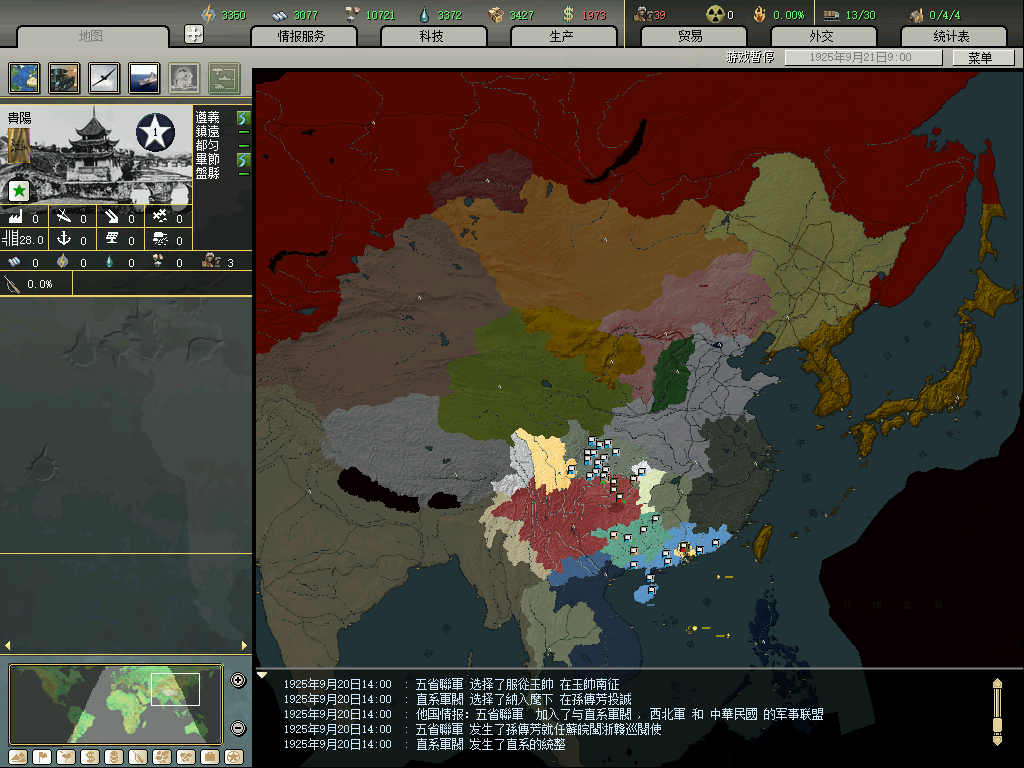 3350 3077 10721 3372 3427 1973 39 0 0.00% 13/30 0/4/4
地图 情报服务 科技 生产 贸易 外交 统计表
游戏暂停 1925年9月21日9:00 菜单
貴陽
1
遵義
鎮遠
都匀
畢節
盤縣
0 0 0 0
28.0 0 0 0
0 0 0 0 3
0.0%
1925年9月20日14:00 : 五省聯軍 选择了服從玉帥 在玉帥南征
1925年9月20日14:00 : 直系軍閥 选择了納入麾下 在孫傳芳投誠
1925年9月20日14:00 : 他国情报: 五省聯軍 加入了与直系軍閥 , 西北軍 和 中華民國 的军事联盟
1925年9月20日14:00 : 五省聯軍 发生了孫傳芳就任蘇皖閩浙贛巡閱使
1925年9月20日14:00 : 直系軍閥 发生了直系的統整